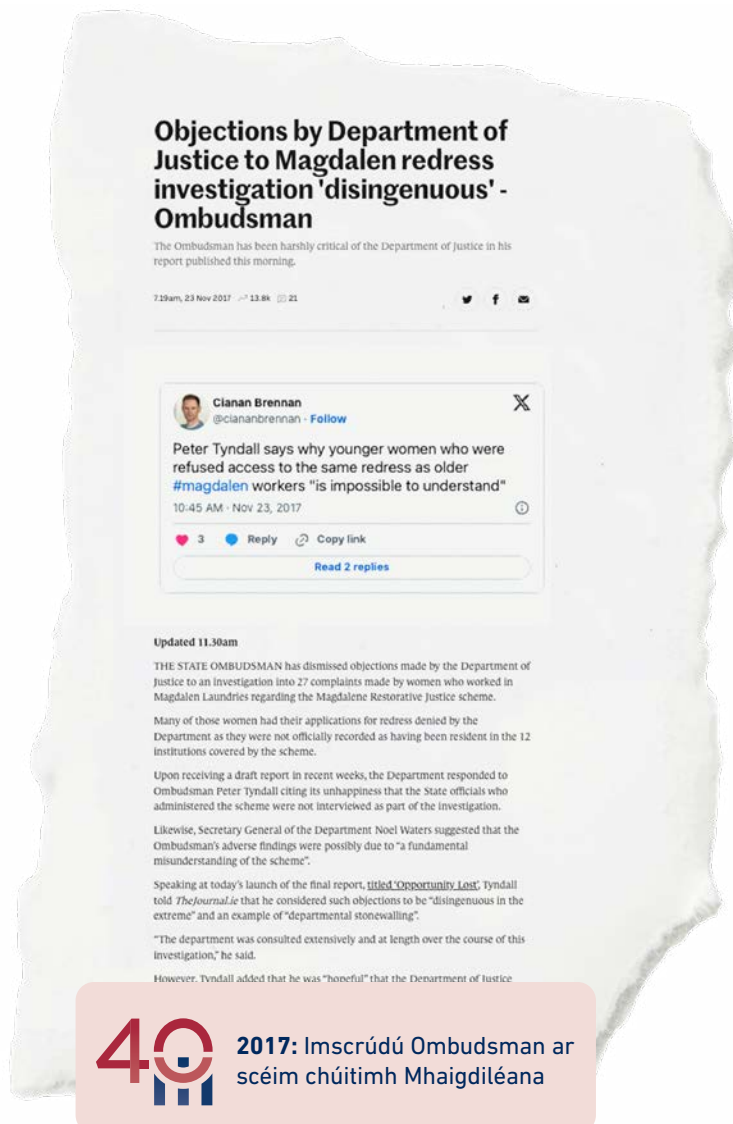 Objections by Department of
Justice to Magdalen redress
investigation 'disingenuous' -
Ombudsman
The Ombudsman has been harshly critical of the Department of Justice in his
report published this morning.
7.19am, 23 Nov 2017 13.8k 21
Cianan Brennan
@ciananbrennan · Follow
Peter Tyndall says why younger women who were
refused access to the same redress as older
#magdalen workers "is impossible to understand"
10:45 AM · Nov 23, 2017
3 Reply Copy link
Read 2 replies
Updated 11.30am
THE STATE OMBUDSMAN has dismissed objections made by the Department of
Justice to an investigation into 27 complaints made by women who worked in
Magdalen Laundries regarding the Magdalene Restorative Justice scheme.
Many of those women had their applications for redress denied by the
Department as they were not officially recorded as having been resident in the 12
institutions covered by the scheme.
Upon receiving a draft report in recent weeks, the Department responded to
Ombudsman Peter Tyndall citing its unhappiness that the State officials who
administered the scheme were not interviewed as part of the investigation.
Likewise, Secretary General of the Department Noel Waters suggested that the
Ombudsman's adverse findings were possibly due to "a fundamental
misunderstanding of the scheme".
Speaking at today's launch of the final report, titled 'Opportunity Lost', Tyndall
told TheJournal.ie that he considered such objections to be "disingenuous in the
extreme" and an example of "departmental stonewalling".
"The department was consulted extensively and at length over the course of this
investigation," he said.
However, Tyndall added that he was "hopeful" that the Department of Justice
40
2017: Imscrúdú Ombudsman ar
scéim chúitimh Mhaigdiléana